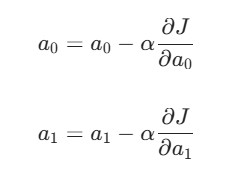 a₀ = a₀ − α ∂J/∂a₀
a₁ = a₁ − α ∂J/∂a₁